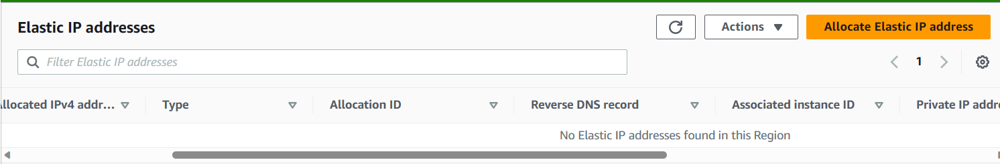 Elastic IP addresses
Actions
Allocate Elastic IP address
Filter Elastic IP addresses
1
llocated IPv4 addr...
Type
Allocation ID
Reverse DNS record
Associated instance ID
Private IP addr
No Elastic IP addresses found in this Region